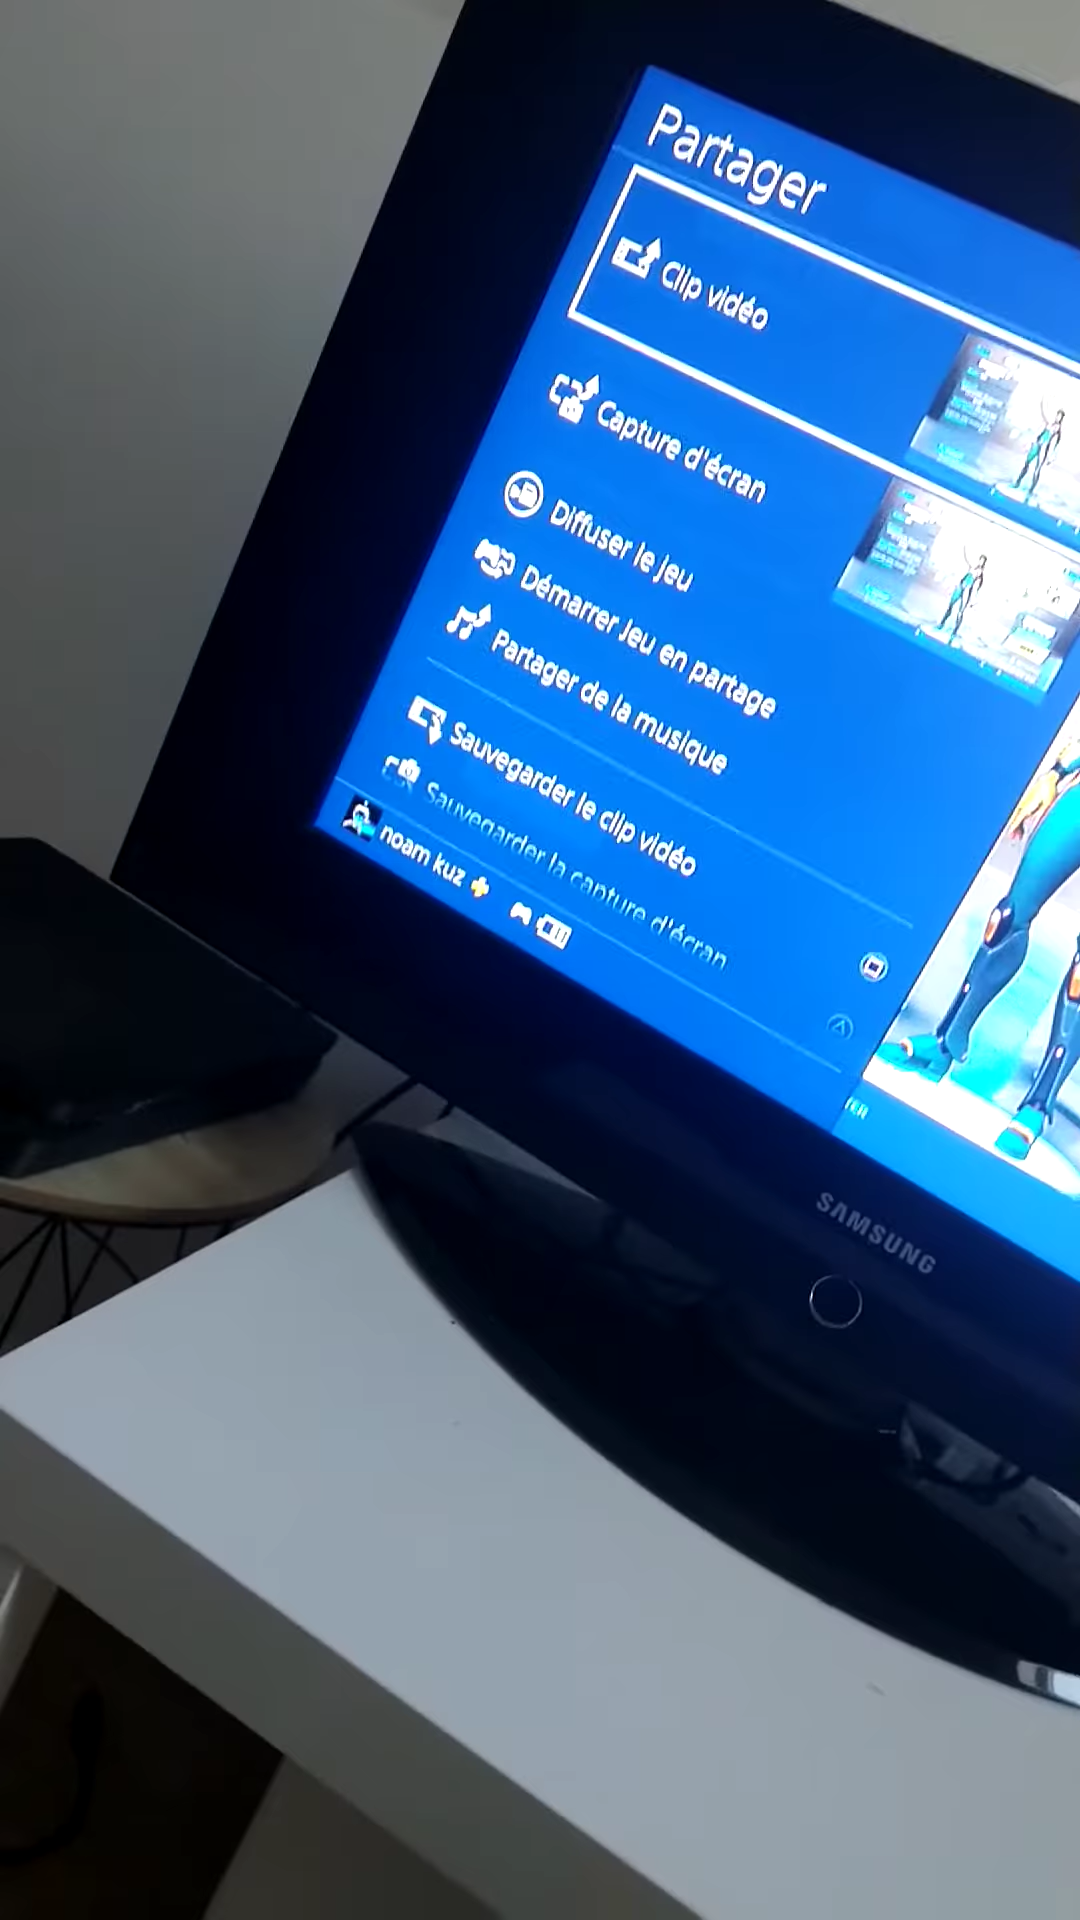 Partager
Clip vidéo
Capture d'écran
Diffuser le jeu
Démarrer Jeu en partage
Partager de la musique
Sauvegarder le clip vidéo
Sauvegarder la capture d'écran
noam kuz
SAMSUNG